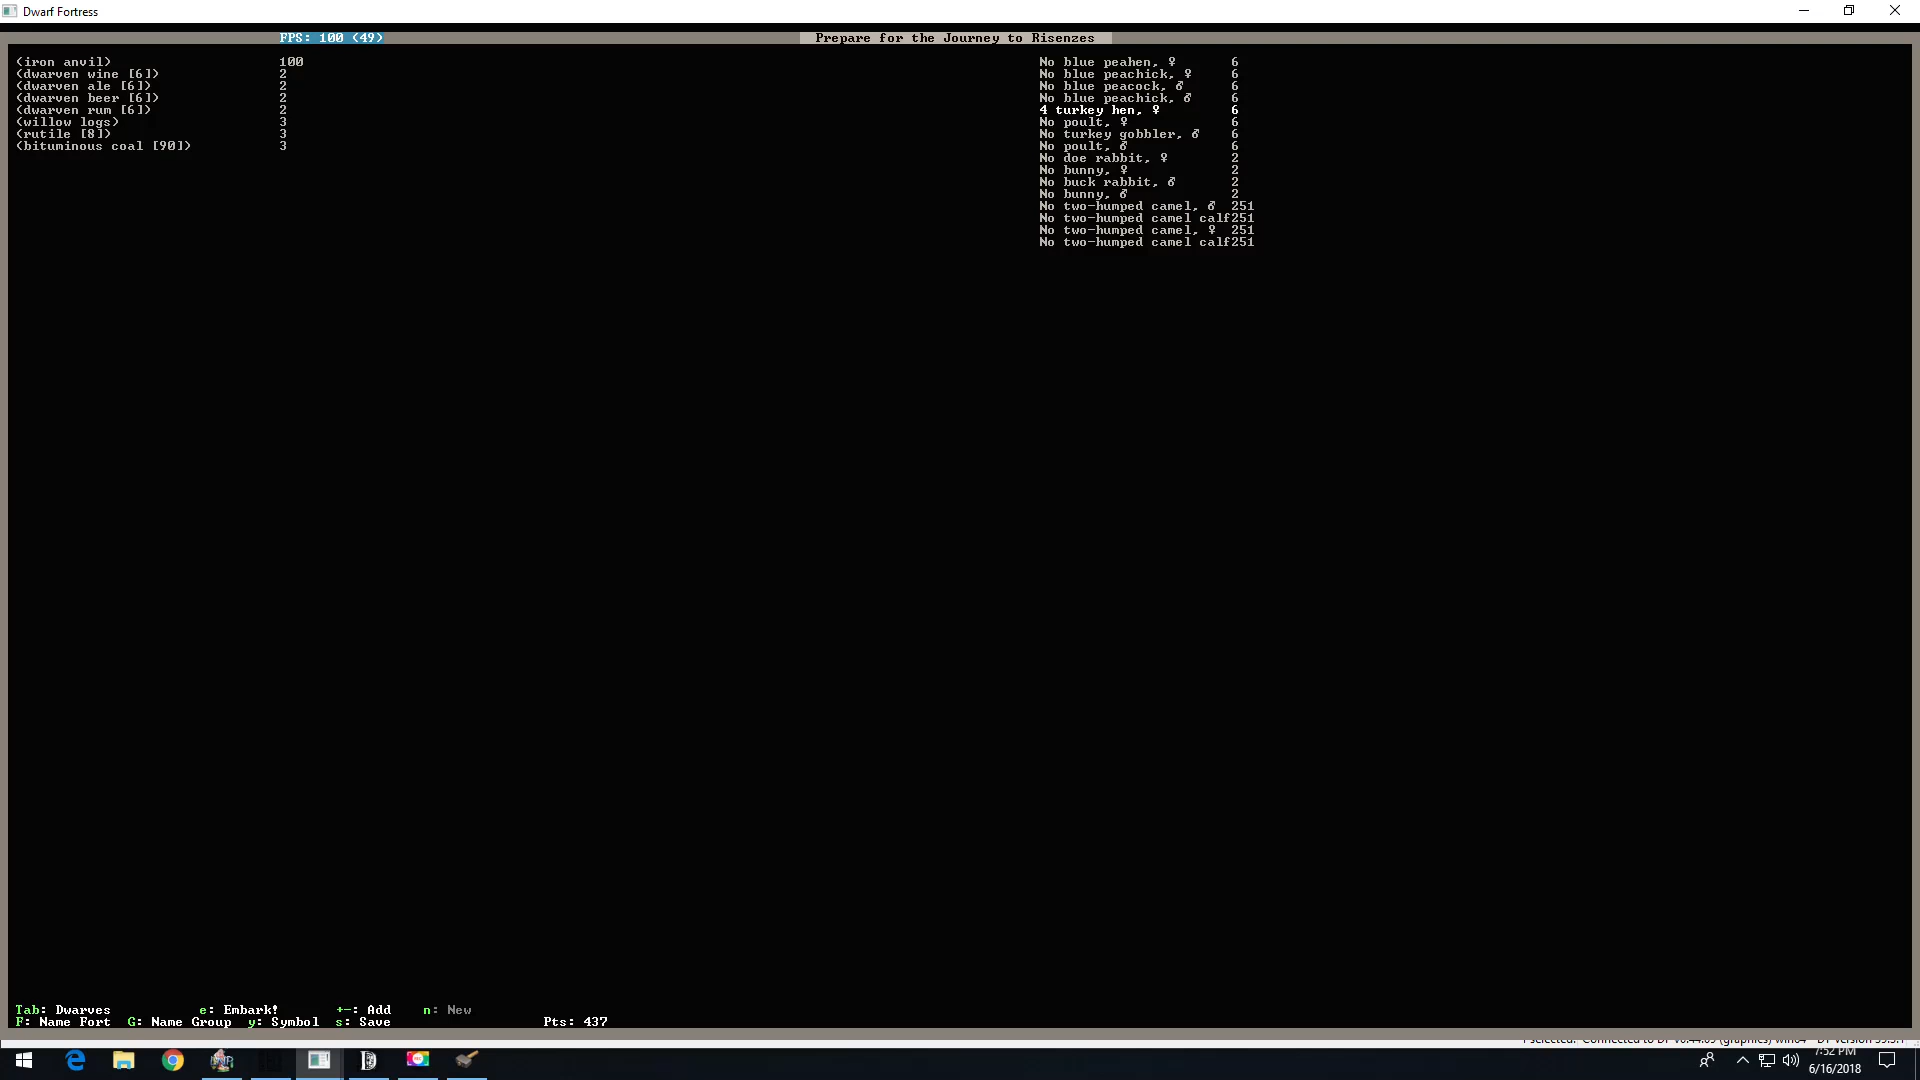 Dwarf Fortress
FPS: 100 (49)
Prepare for the Journey to Risenzes
(iron anvil) 100
(dwarven wine [6]) 2
(dwarven ale [6]) 2
(dwarven beer [6]) 2
(dwarven rum [6]) 2
(willow logs) 3
(rutile [8]) 3
(bituminous coal [90]) 3
No blue peahen, ♀ 6
No blue peachick, ♀ 6
No blue peacock, ♂ 6
No blue peachick, ♂ 6
4 turkey hen, ♀ 6
No poult, ♀ 6
No turkey gobbler, ♂ 6
No poult, ♂ 6
No doe rabbit, ♀ 2
No bunny, ♀ 2
No buck rabbit, ♂ 2
No bunny, ♂ 2
No two-humped camel, ♂ 251
No two-humped camel calf251
No two-humped camel, ♀ 251
No two-humped camel calf251
Tab: Dwarves e: Embark! +-: Add n: New
F: Name Fort G: Name Group y: Symbol s: Save Pts: 437
7:52 PM
6/16/2018